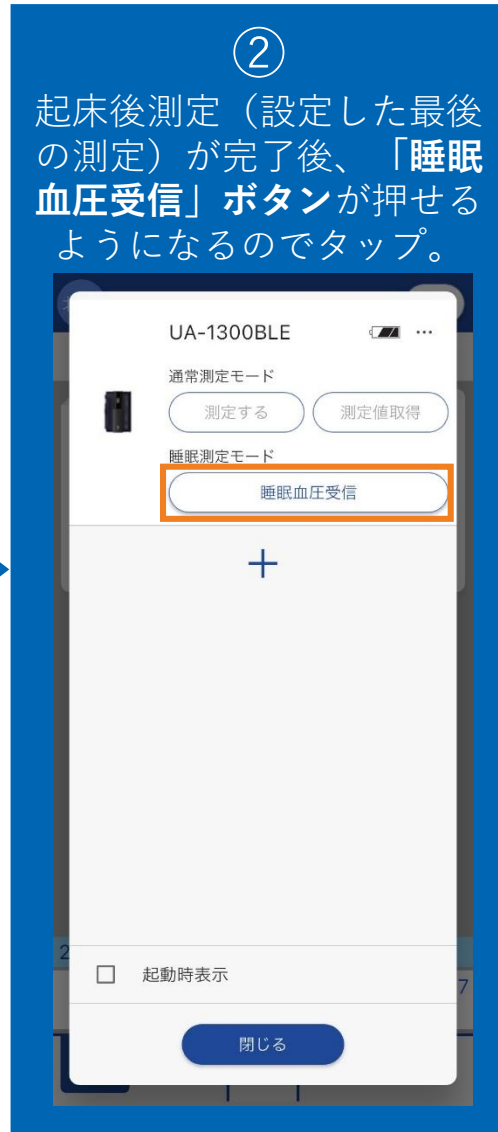 ②
起床後測定（設定した最後
の測定）が完了後、「睡眠
血圧受信」ボタンが押せる
ようになるのでタップ。
UA-1300BLE ...
通常測定モード
測定する 測定値取得
睡眠測定モード
睡眠血圧受信
+
2
起動時表示
7
閉じる